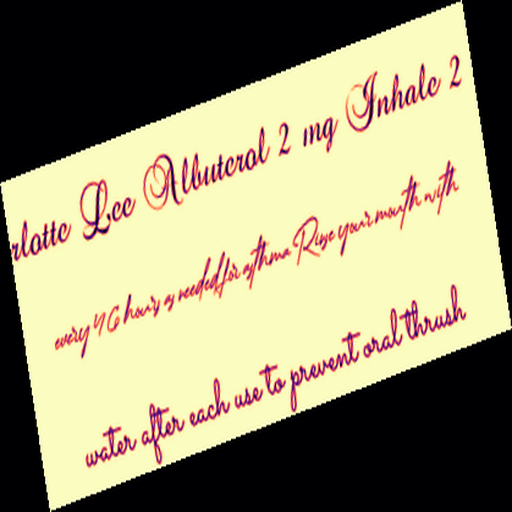 rlotte Lee Albuterol 2 mg Inhale 2
every 4 6 hours as needed for asthma Rinse your mouth with
water after each use to prevent oral thrush